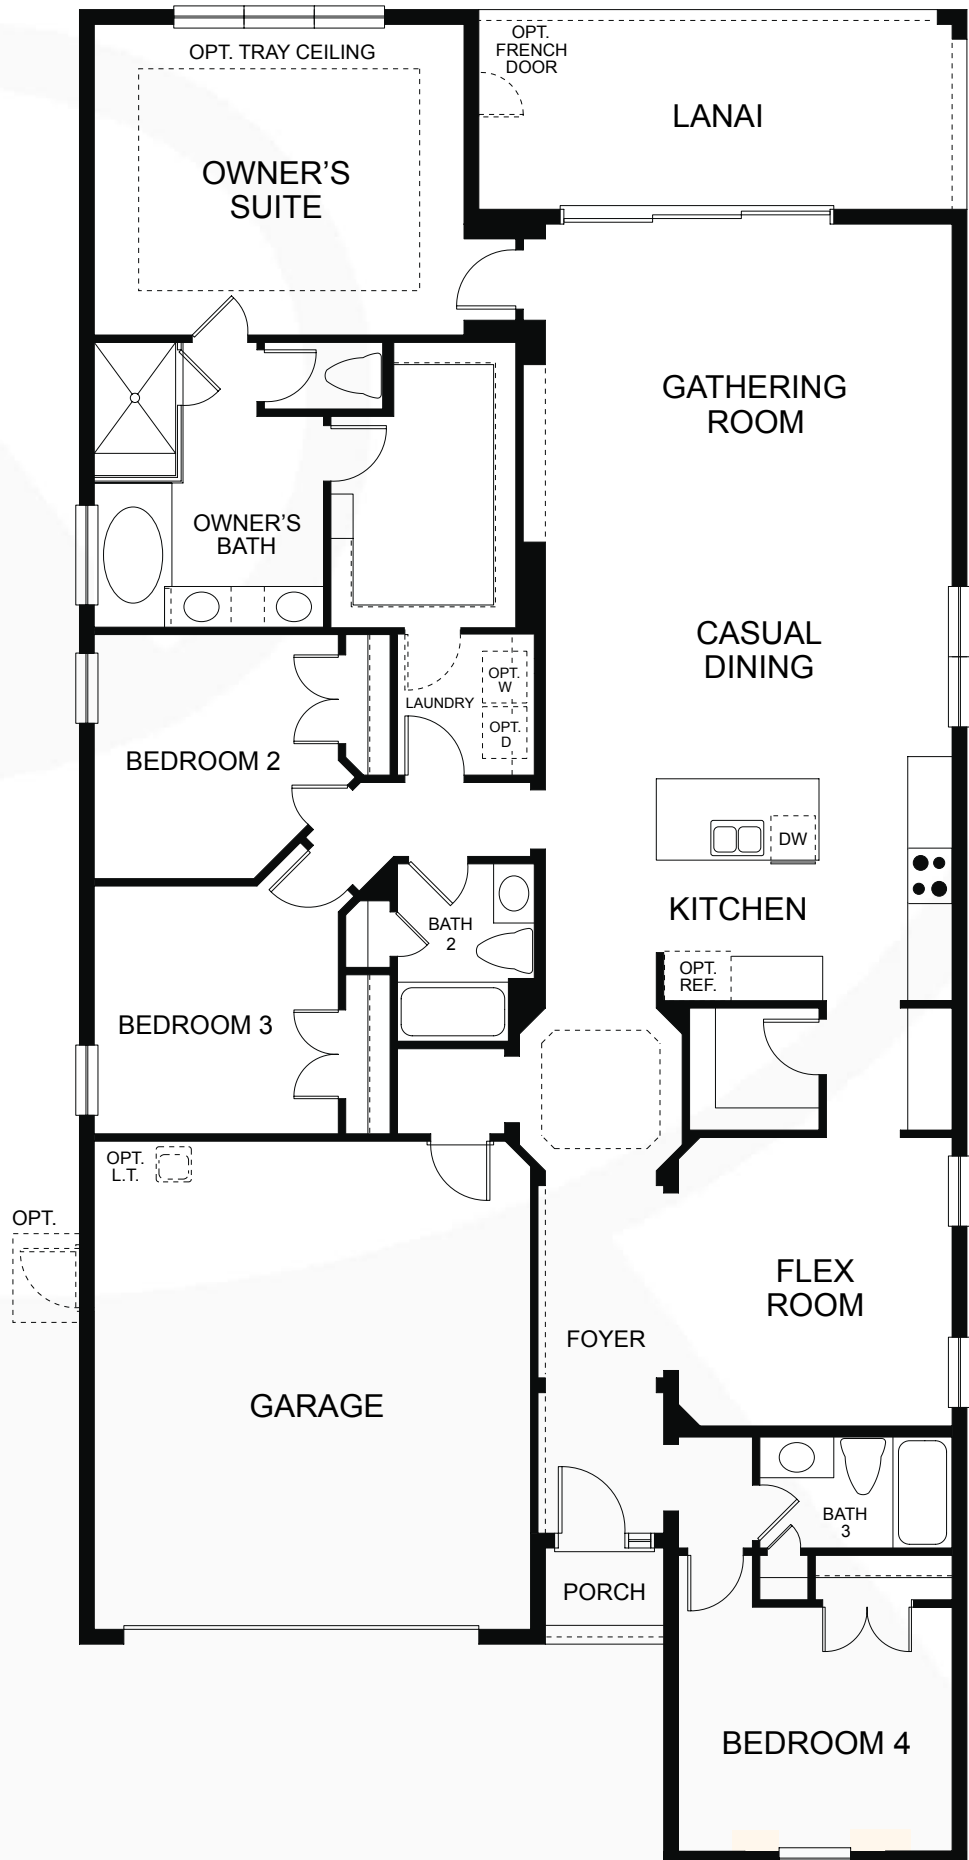 OPT. TRAY CEILING
OPT.
FRENCH
DOOR
LANAI
OWNER'S
SUITE
GATHERING
ROOM
OWNER'S
BATH
CASUAL
DINING
OPT.
W
LAUNDRY
OPT.
D
BEDROOM 2
DW
KITCHEN
BATH
2
OPT.
REF.
BEDROOM 3
OPT.
L.T.
OPT.
FLEX
ROOM
FOYER
GARAGE
BATH
3
PORCH
BEDROOM 4